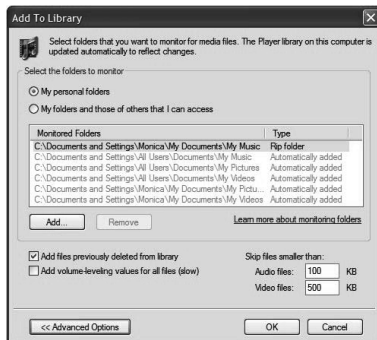 Add To Library
Select folders that you want to monitor for media files. The Player library on this computer is
updated automatically to reflect changes.
Select the folders to monitor
My personal folders
My folders and those of others that I can access
Monitored Folders Type
C:\Documents and Settings\Monica\My Documents\My Music Rip folder
C:\Documents and Settings\All Users\Documents\My Music Automatically added
C:\Documents and Settings\All Users\Documents\My Pictures Automatically added
C:\Documents and Settings\All Users\Documents\My Videos Automatically added
C:\Documents and Settings\Monica\My Documents\My Pictu... Automatically added
C:\Documents and Settings\Monica\My Documents\My Videos Automatically added
Add... Remove Learn more about monitoring folders
Add files previously deleted from library Skip files smaller than:
Add volume-leveling values for all files (slow) Audio files: 100 KB
Video files: 500 KB
<< Advanced Options OK Cancel